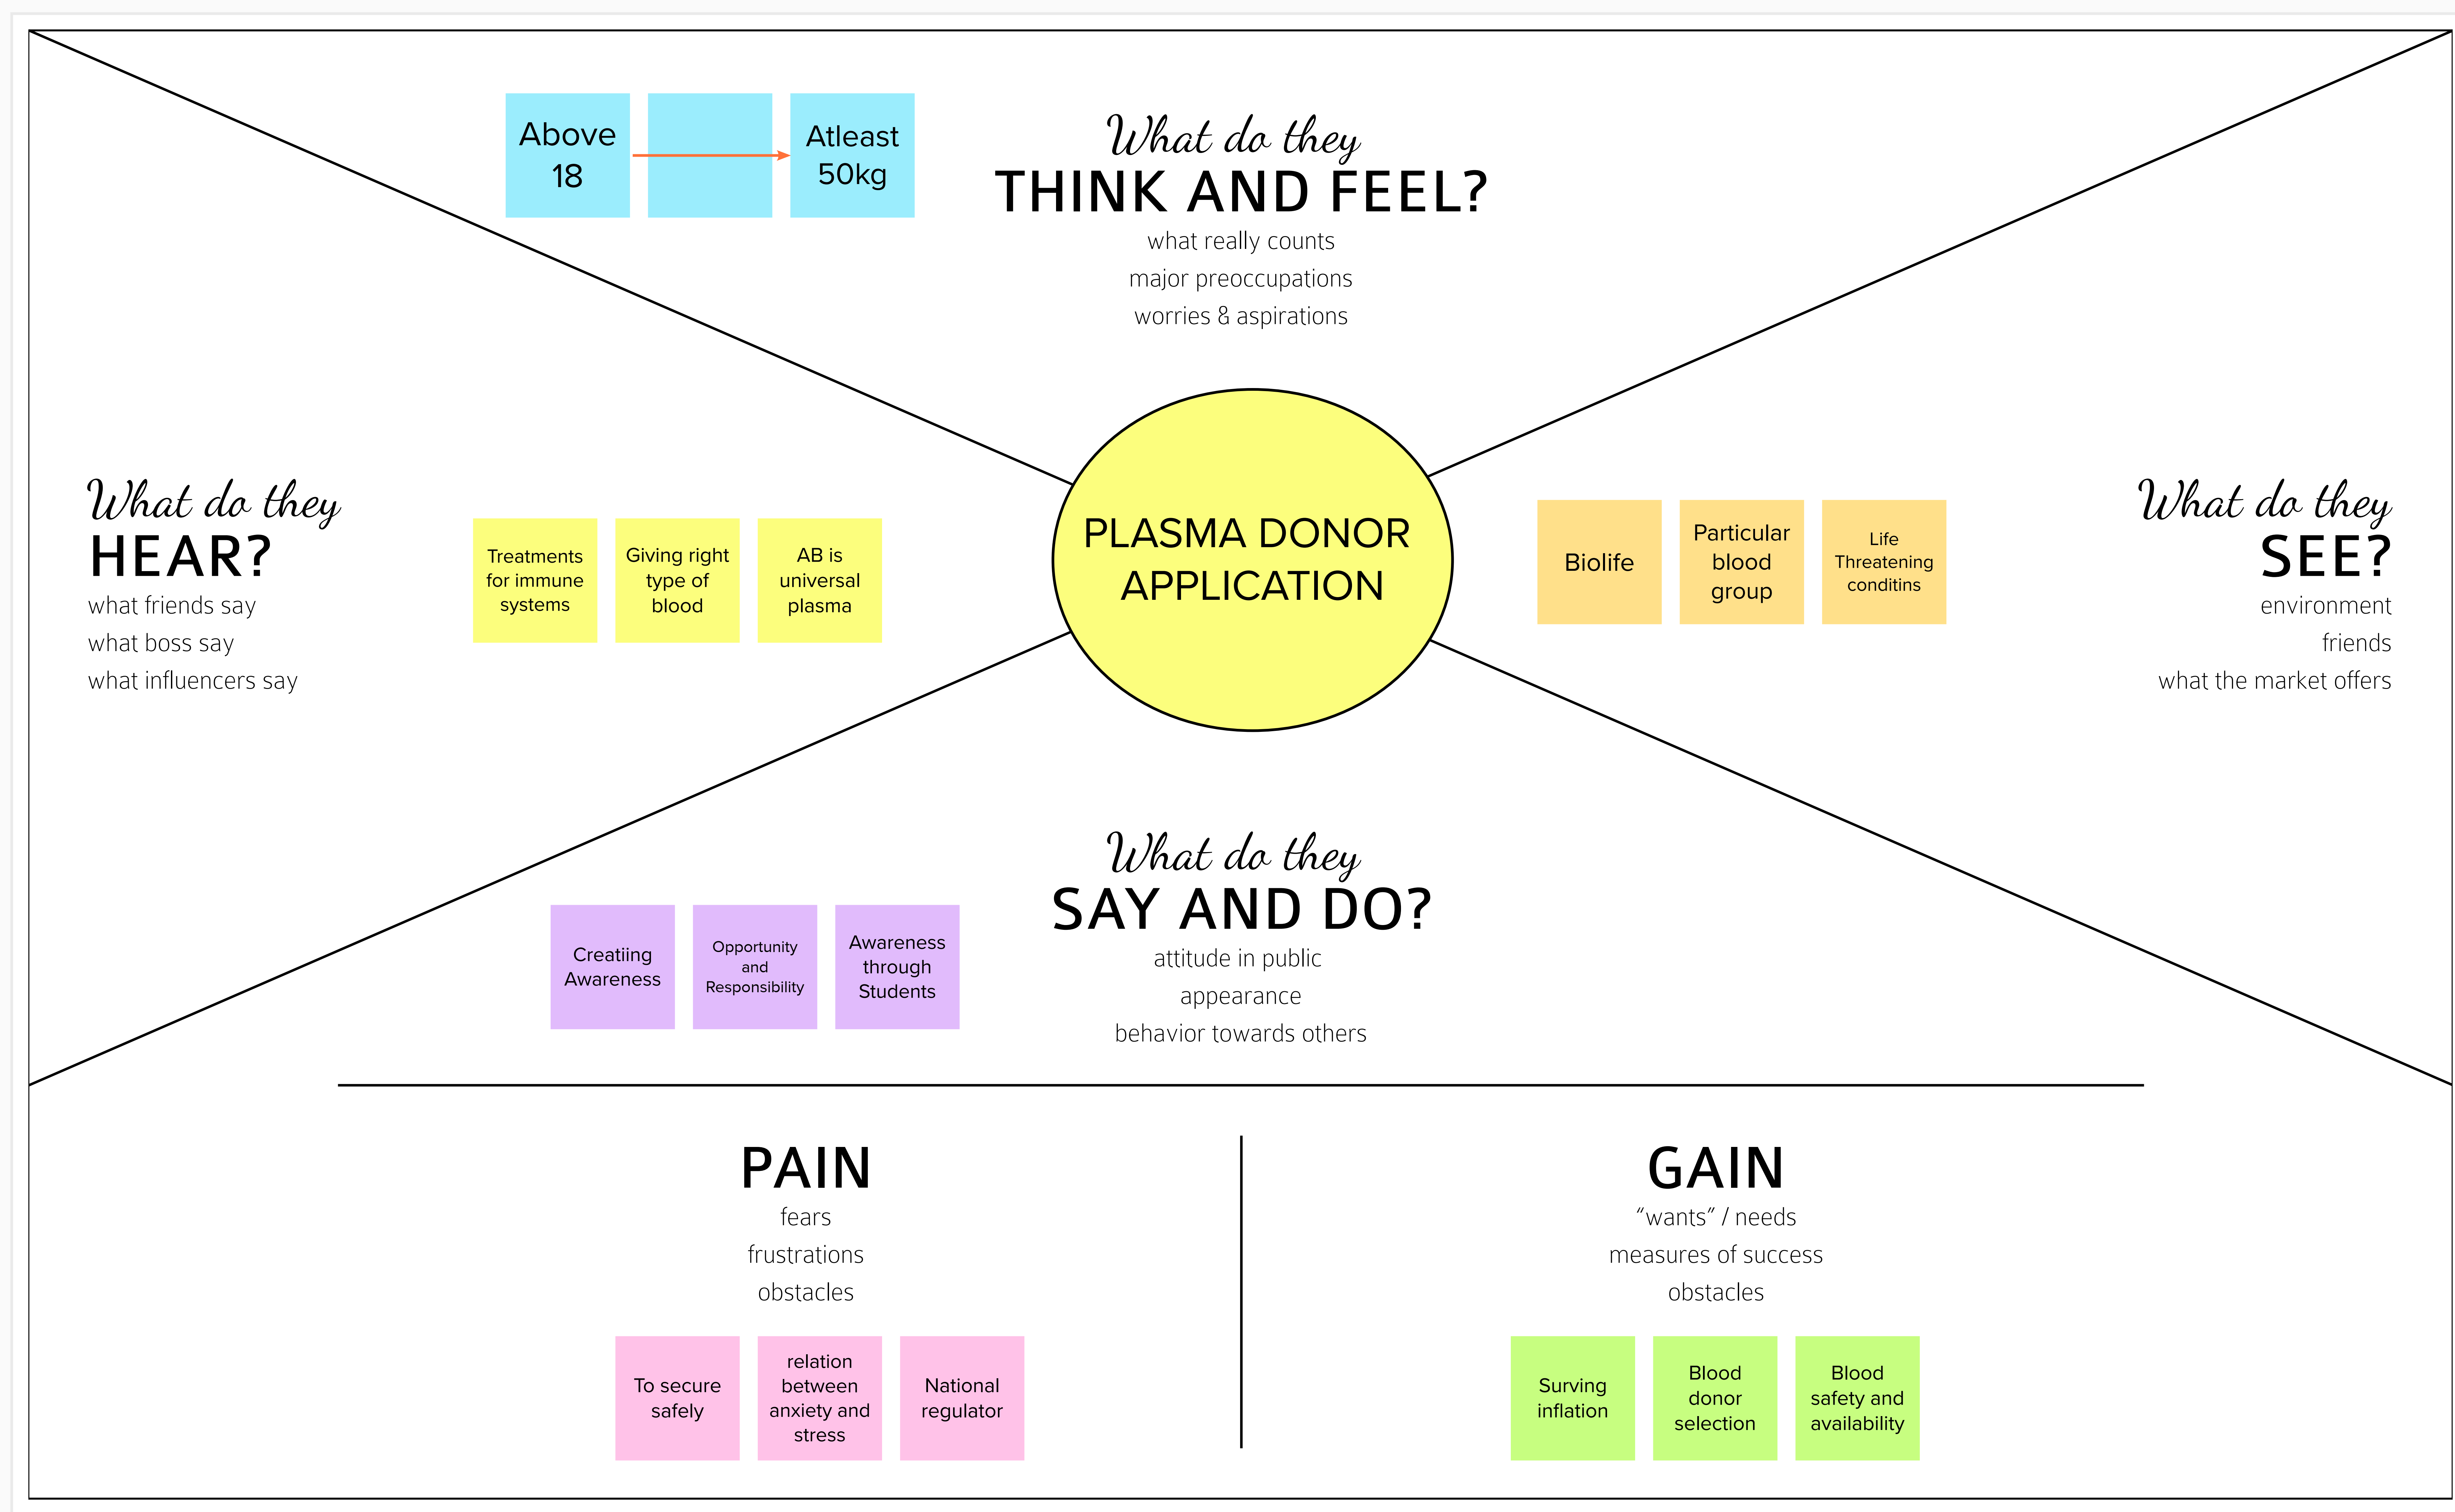 Above
18
Atleast
50kg
What do they
THINK AND FEEL?
what really counts
major preoccupations
worries & aspirations
What do they
HEAR?
what friends say
what boss say
what influencers say
Treatments
for immune
systems
Giving right
type of
blood
AB is
universal
plasma
PLASMA DONOR
APPLICATION
Biolife
Particular
blood
group
Life
Threatening
conditins
What do they
SEE?
environment
friends
what the market offers
What do they
SAY AND DO?
attitude in public
appearance
behavior towards others
Creatiing
Awareness
Opportunity
and
Responsibility
Awareness
through
Students
PAIN
fears
frustrations
obstacles
To secure
safely
relation
between
anxiety and
stress
National
regulator
GAIN
“wants” / needs
measures of success
obstacles
Surving
inflation
Blood
donor
selection
Blood
safety and
availability